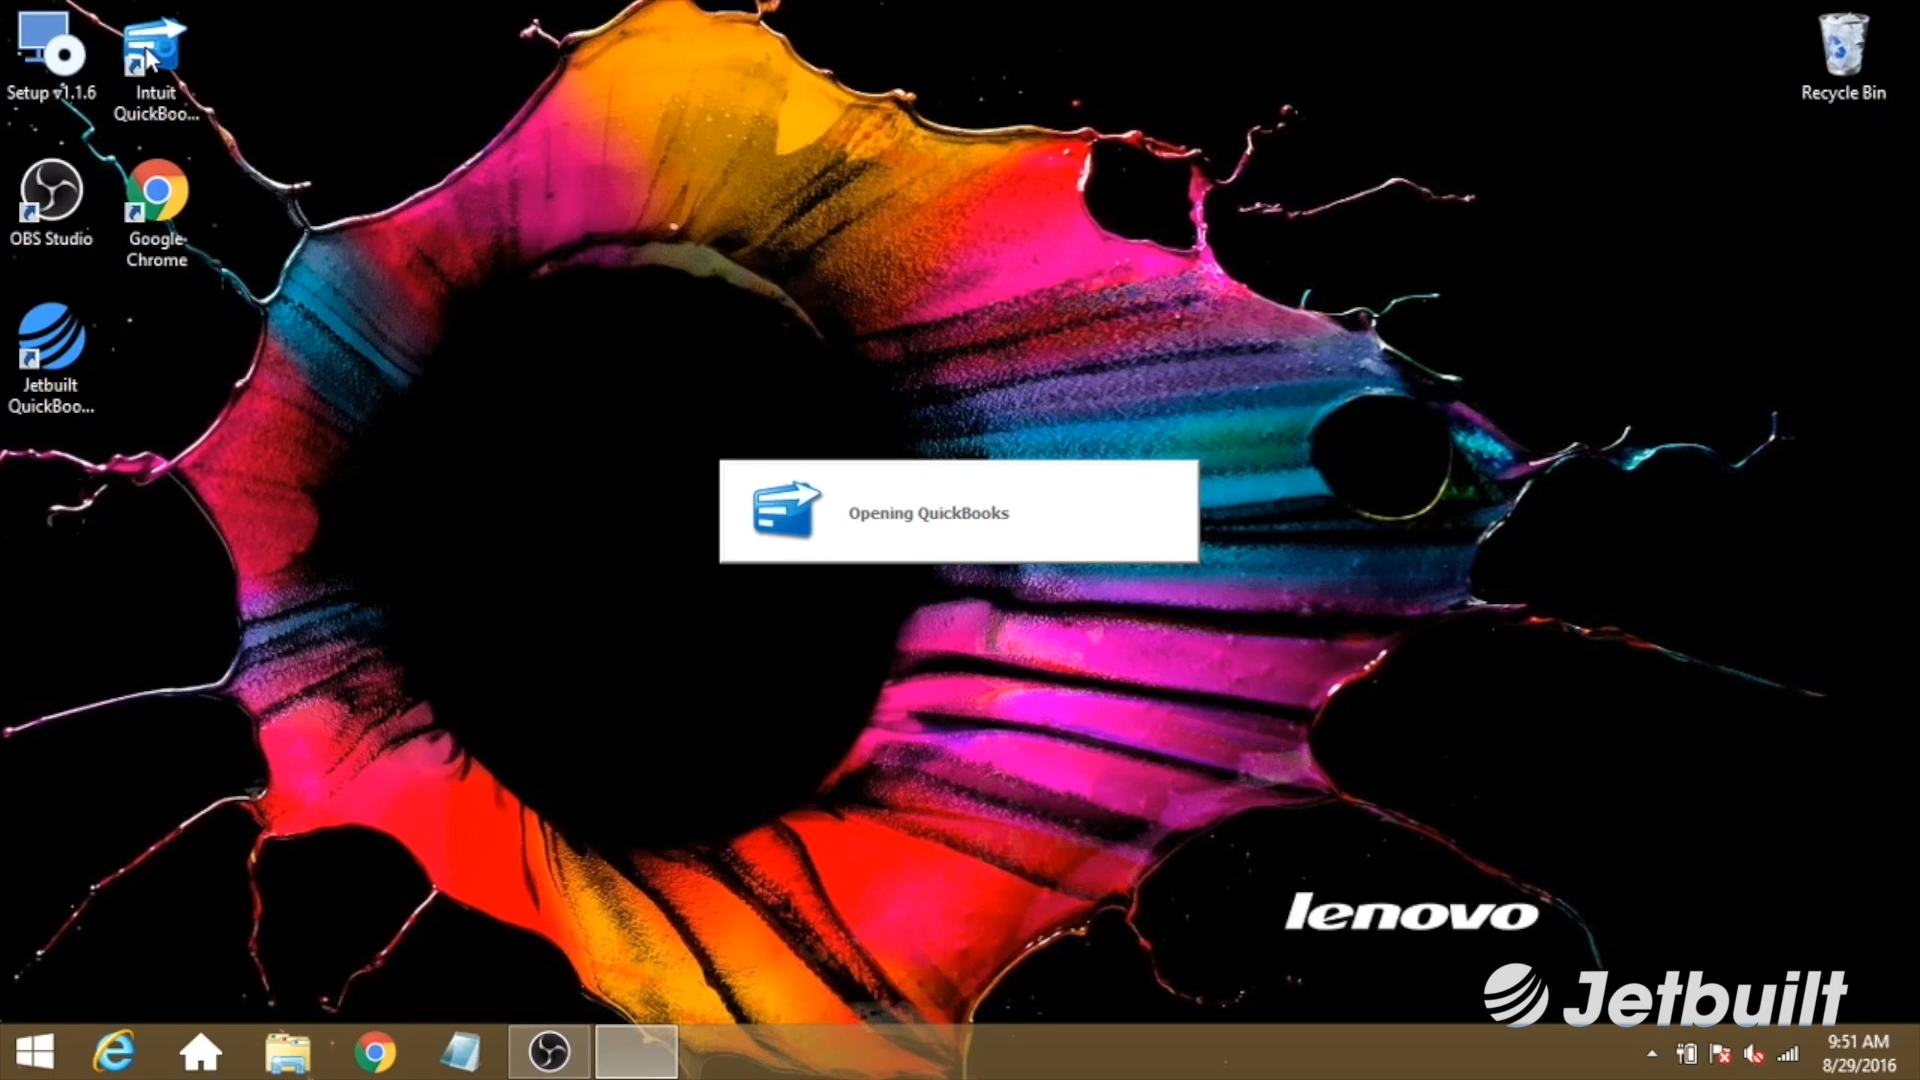 Setup v1.1.6
Intuit
QuickBoo...
Recycle Bin
OBS Studio
Google
Chrome
Jetbuilt
QuickBoo...
Opening QuickBooks
lenovo
Jetbuilt
9:51 AM
8/29/2016